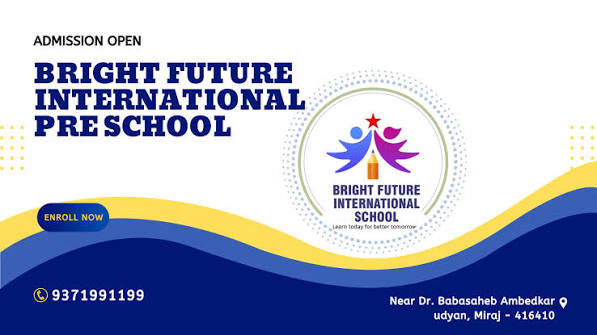 ADMISSION OPEN
BRIGHT FUTURE
INTERNATIONAL
PRE SCHOOL
BRIGHT FUTURE
INTERNATIONAL
SCHOOL
Learn today for better tomorrow
ENROLL NOW
9371991199
Near Dr. Babasaheb Ambedkar
udyan, Miraj - 416410